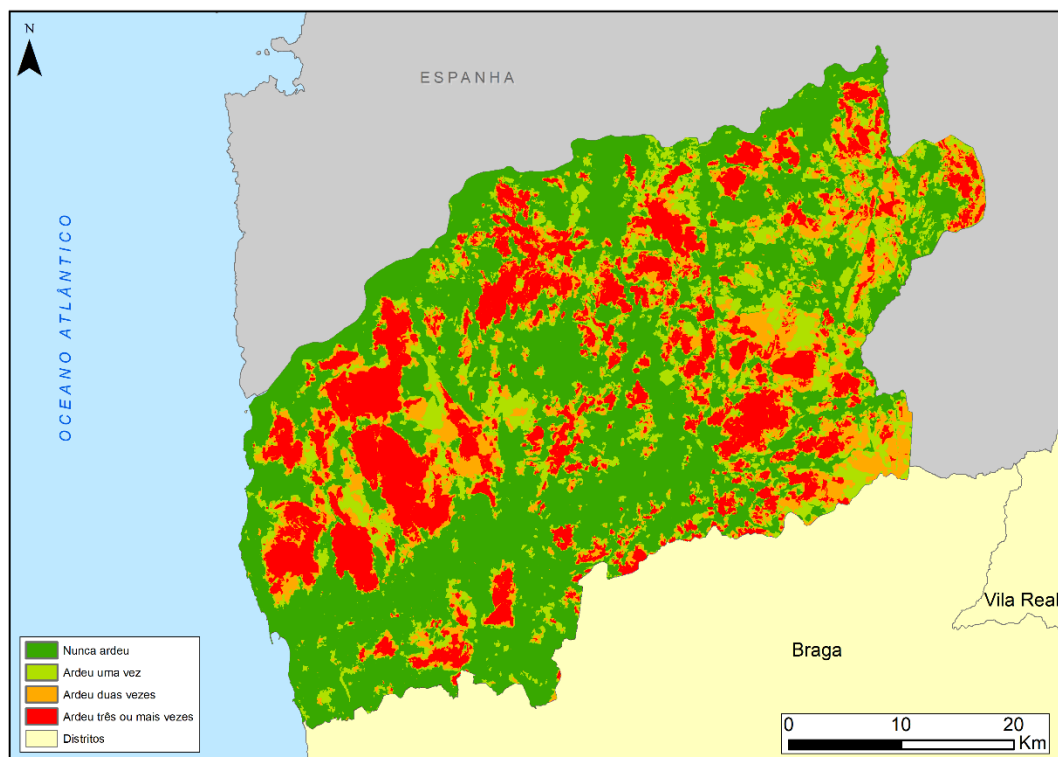 N
ESPANHA
OCEANO ATLÂNTICO
Vila Real
Braga
Nunca ardeu
Ardeu uma vez
Ardeu duas vezes
Ardeu três ou mais vezes
Distritos
0 10 20
Km